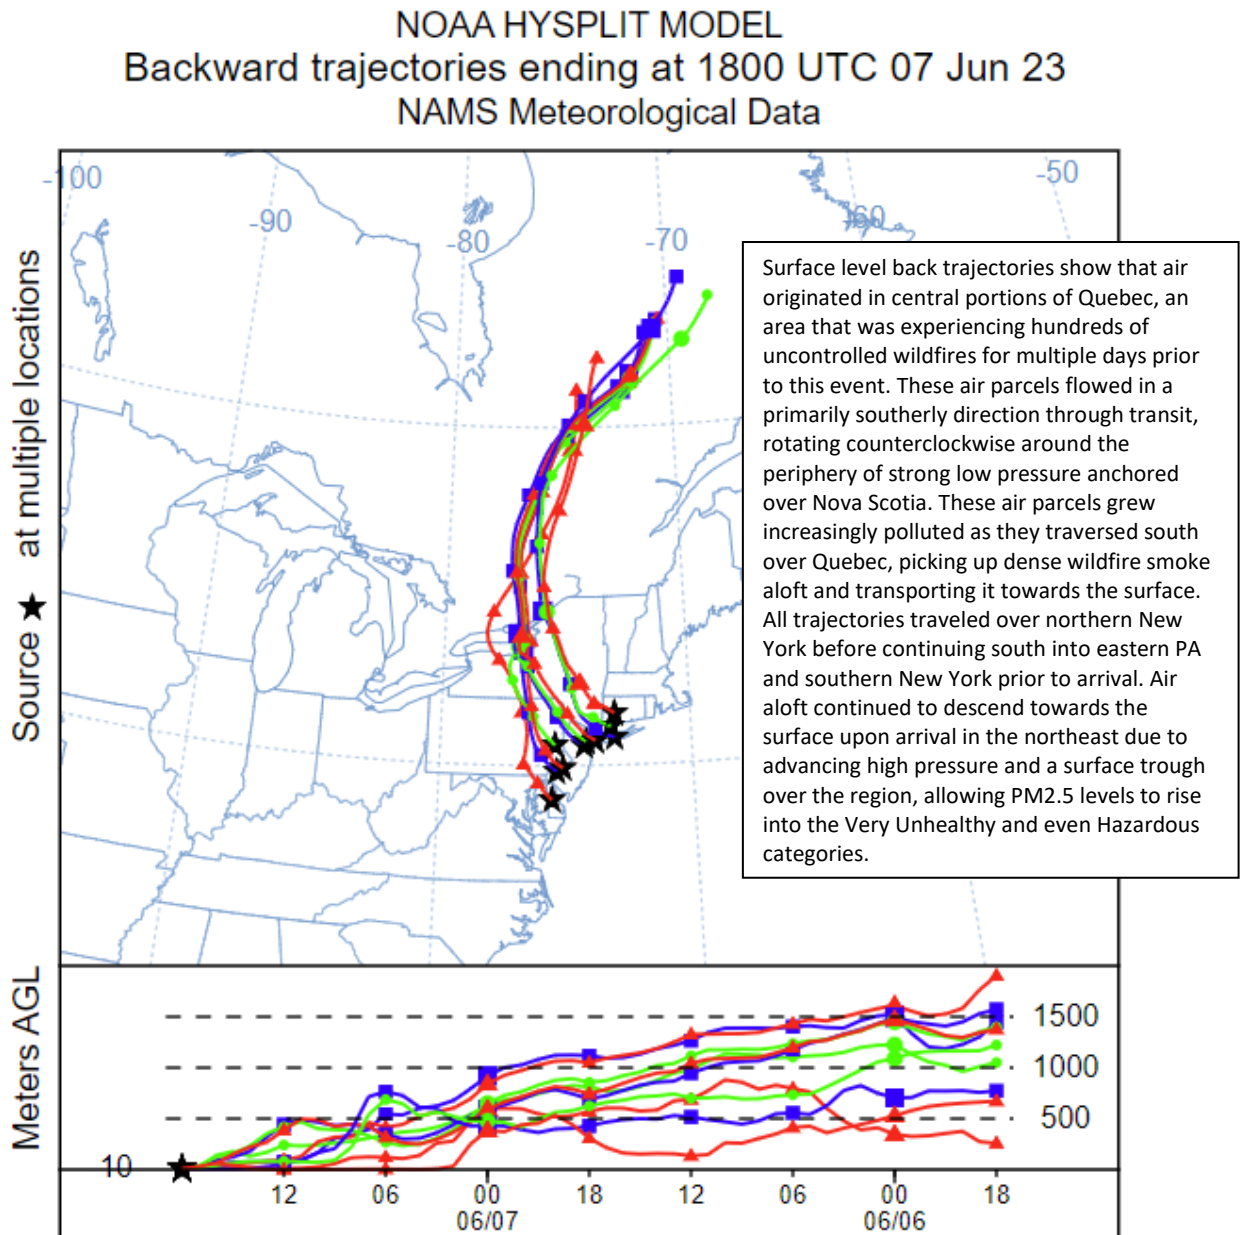 NOAA HYSPLIT MODEL
Backward trajectories ending at 1800 UTC 07 Jun 23
NAMS Meteorological Data
Source ★ at multiple locations
-100
-90
-80
-70
-60
-50
Surface level back trajectories show that air
originated in central portions of Quebec, an
area that was experiencing hundreds of
uncontrolled wildfires for multiple days prior
to this event. These air parcels flowed in a
primarily southerly direction through transit,
rotating counterclockwise around the
periphery of strong low pressure anchored
over Nova Scotia. These air parcels grew
increasingly polluted as they traversed south
over Quebec, picking up dense wildfire smoke
aloft and transporting it towards the surface.
All trajectories traveled over northern New
York before continuing south into eastern PA
and southern New York prior to arrival. Air
aloft continued to descend towards the
surface upon arrival in the northeast due to
advancing high pressure and a surface trough
over the region, allowing PM2.5 levels to rise
into the Very Unhealthy and even Hazardous
categories.
Meters AGL
1500
1000
500
10
12 06 00 18 12 06 00 18
06/07 06/06